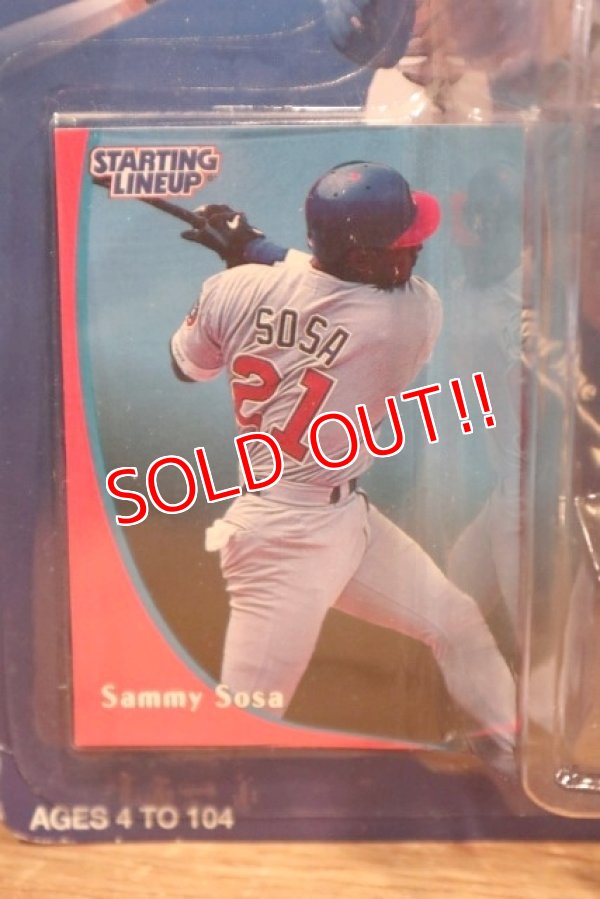 STARTING
LINEUP
SOSA
21
SOLD OUT!!
Sammy Sosa
AGES 4 TO 104